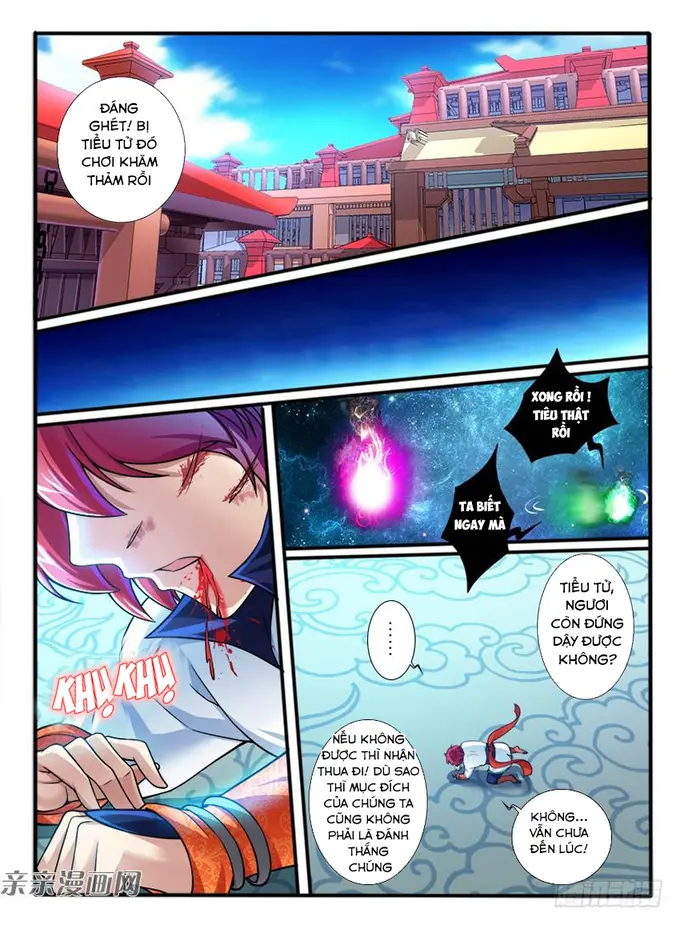 ĐÁNG
GHÉT! BỊ
TIỂU TỬ ĐÓ
CHƠI KHĂM
THẢM RỒI
XONG RỒI!
TIÊU THẬT
RỒI
TA BIẾT
NGAY MÀ
TIỂU TỬ,
NGƯƠI
CÒN ĐỨNG
DẬY ĐƯỢC
KHÔNG?
......
KHỤ KHỤ
NẾU KHÔNG
ĐƯỢC THÌ NHẬN
THUA ĐI! DÙ SAO
THÌ MỤC ĐÍCH
CỦA CHÚNG TA
CŨNG KHÔNG
PHẢI LÀ ĐÁNH
THẮNG
CHÚNG
KHÔNG...
VẪN CHƯA
ĐẾN LÚC!
亲亲漫画网